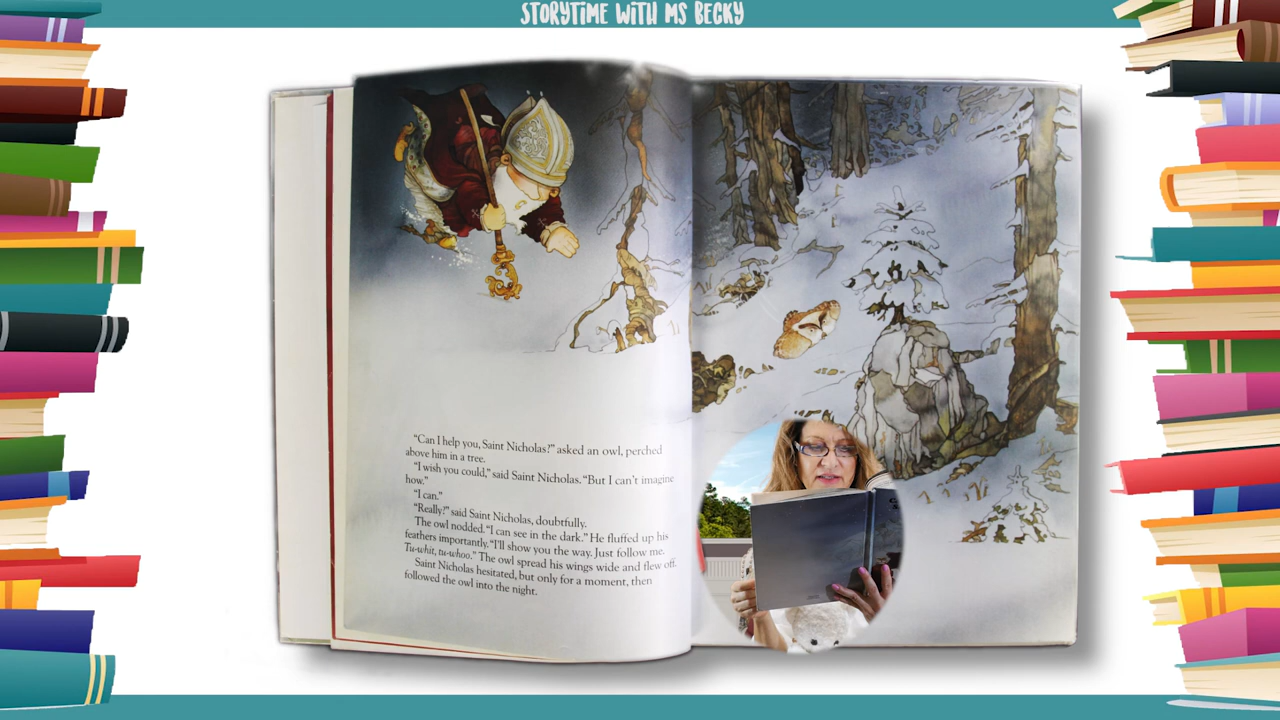 STORYTIME WITH MS BECKY
"Can I help you, Saint Nicholas?" asked an owl, perched
above him in a tree.
"I wish you could," said Saint Nicholas. "But I can't imagine
how."
"I can."
"Really?" said Saint Nicholas, doubtfully.
The owl nodded. "I can see in the dark." He fluffed up his
feathers importantly. "I'll show you the way. Just follow me.
Tu-whit, tu-whoo." The owl spread his wings wide and flew off.
Saint Nicholas hesitated, but only for a moment, then
followed the owl into the night.